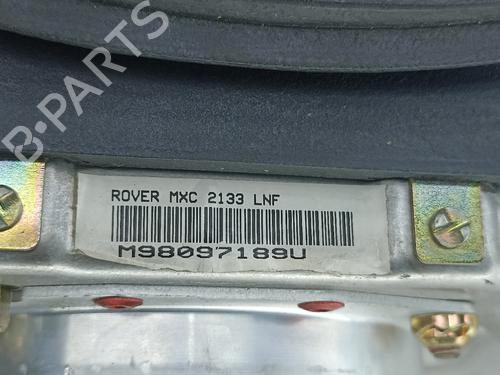 B-PARTS
ROVER MXC 2133 LNF
M98097189U